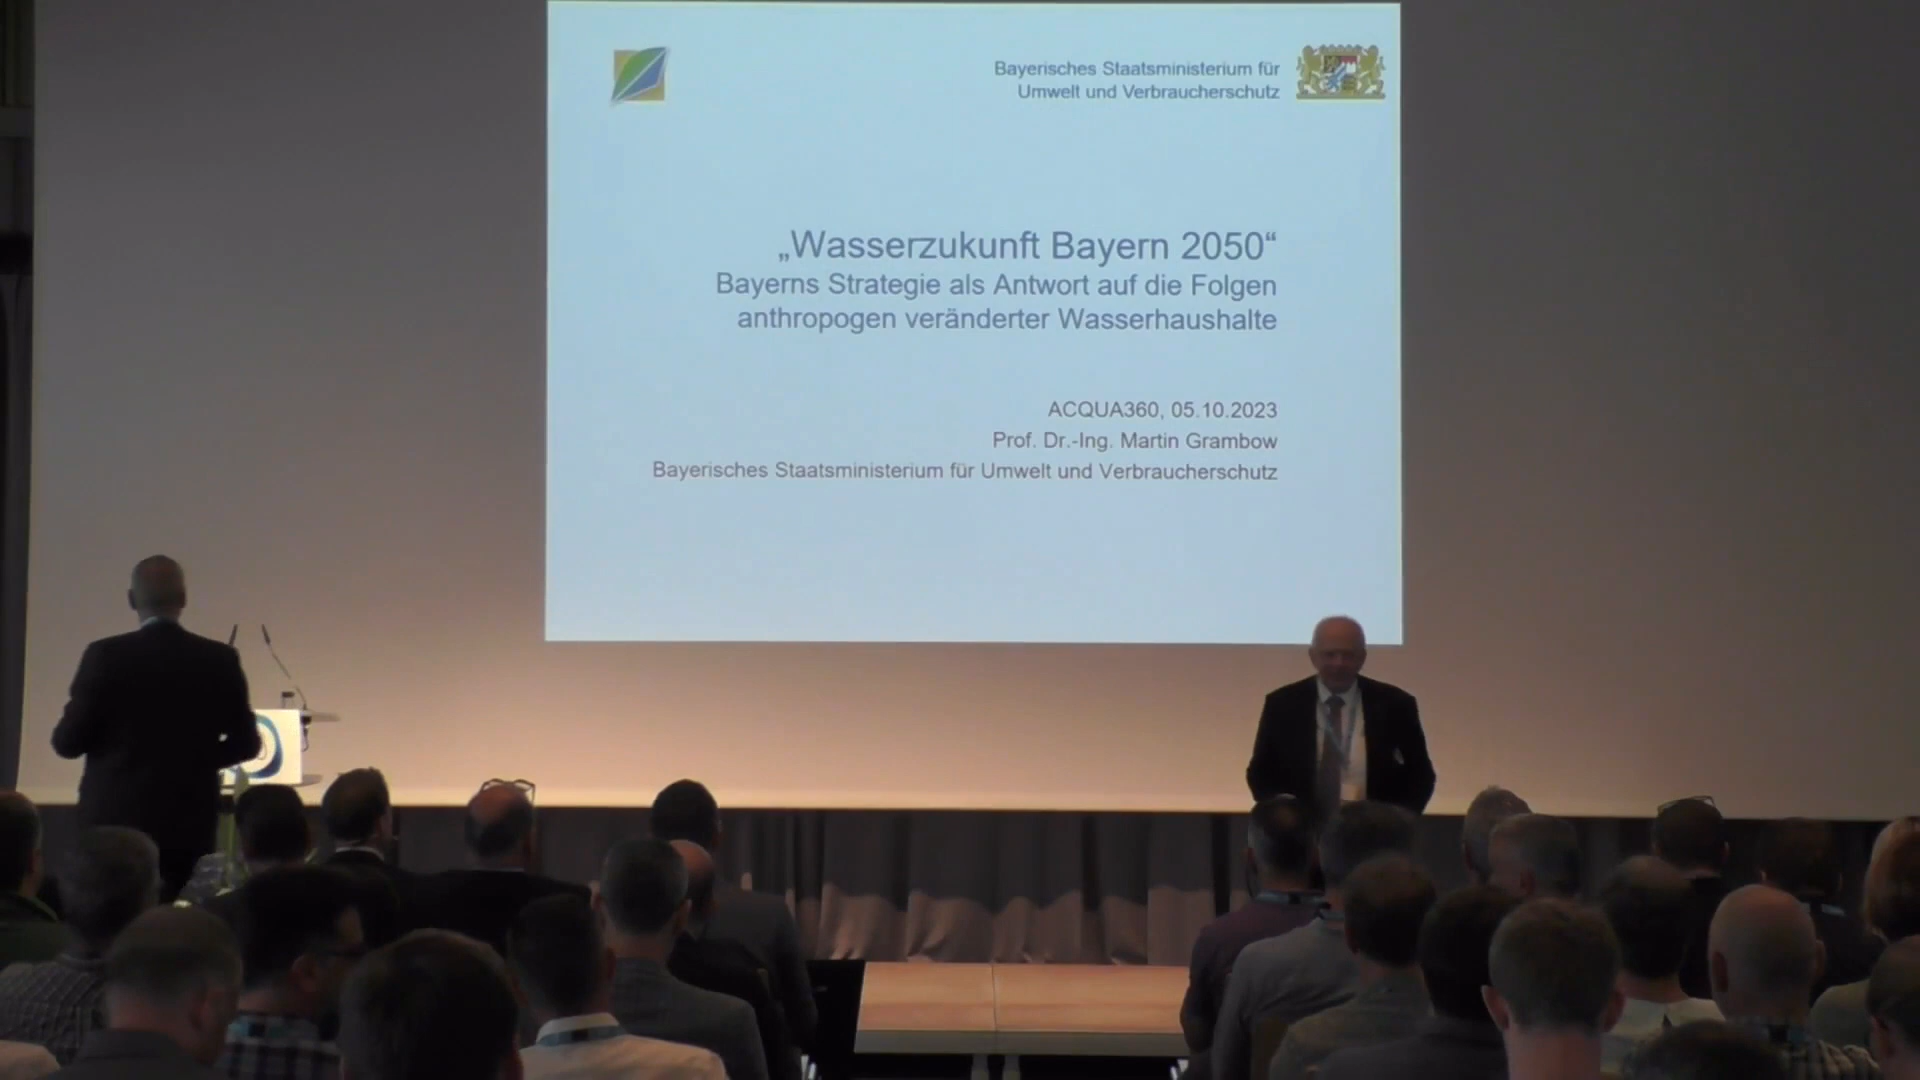 Bayerisches Staatsministerium für
Umwelt und Verbraucherschutz
„Wasserzukunft Bayern 2050“
Bayerns Strategie als Antwort auf die Folgen
anthropogen veränderter Wasserhaushalte
ACQUA360, 05.10.2023
Prof. Dr.-Ing. Martin Grambow
Bayerisches Staatsministerium für Umwelt und Verbraucherschutz